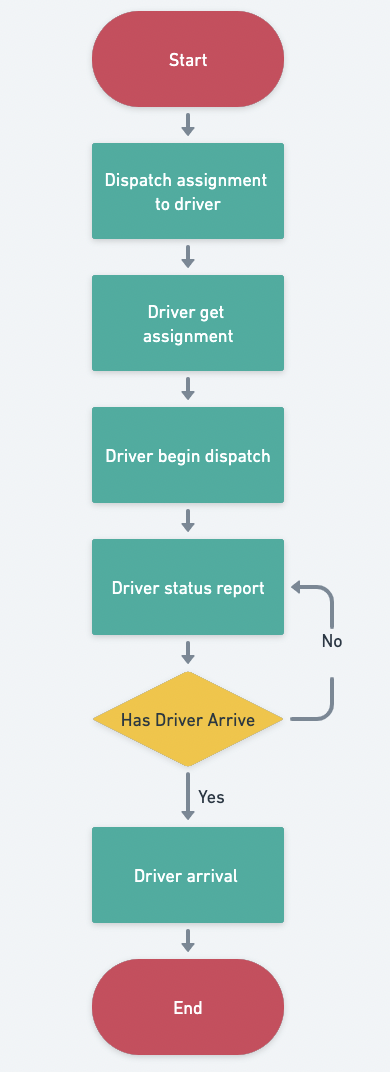 Start
Dispatch assignment
to driver
Driver get
assignment
Driver begin dispatch
Driver status report
No
Has Driver Arrive
Yes
Driver arrival
End